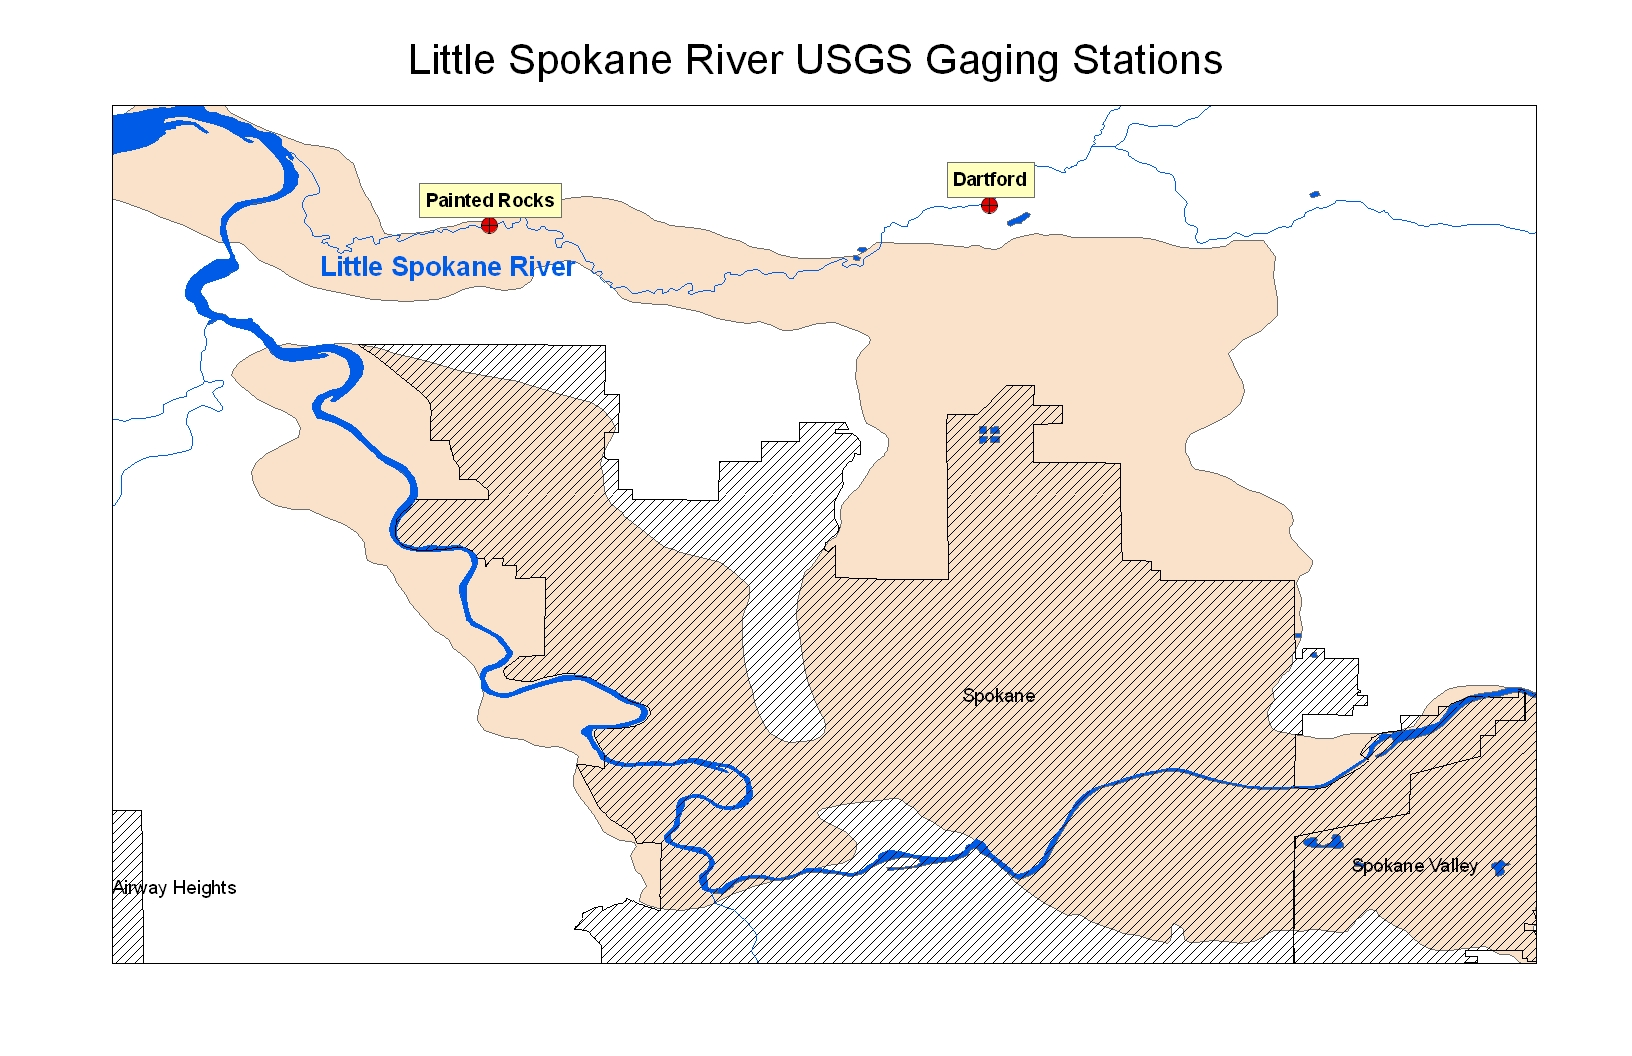 Little Spokane River USGS Gaging Stations
Dartford
Painted Rocks
Little Spokane River
Spokane
Spokane Valley
Airway Heights